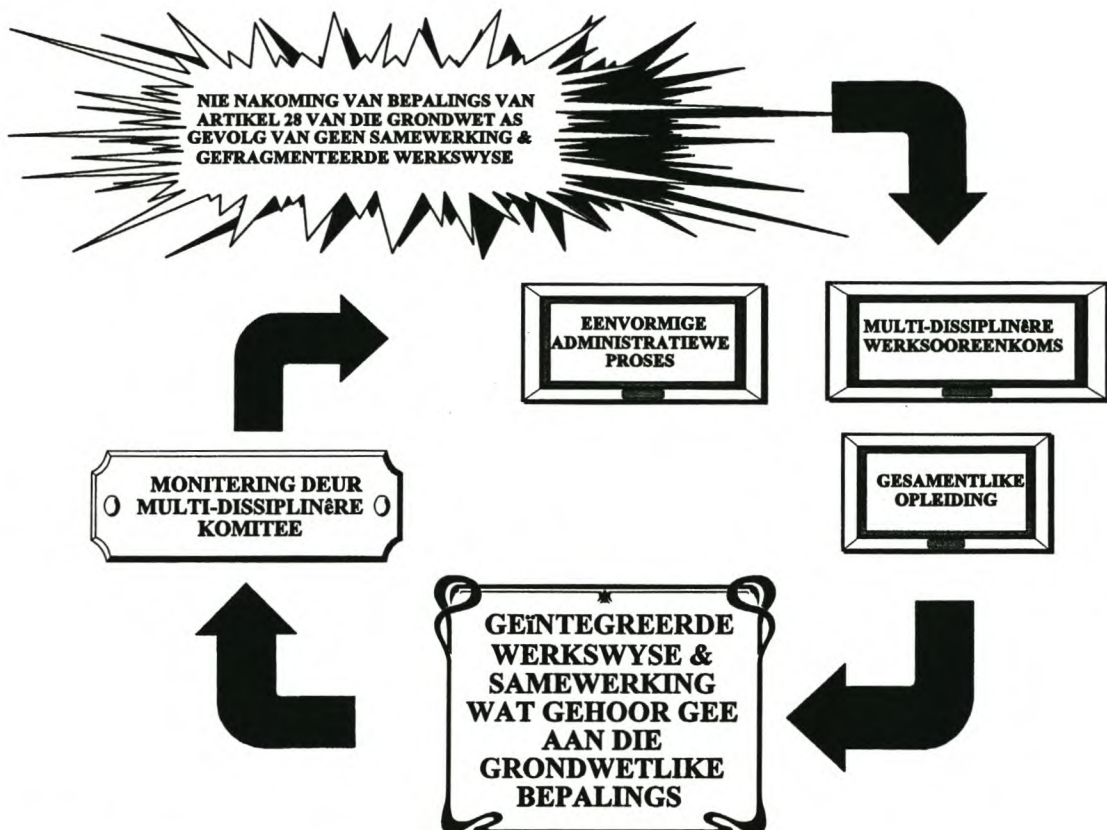 NIE NAKOMING VAN BEPALINGS VAN
ARTIKEL 28 VAN DIE GRONDWET AS
GEVOLG VAN GEEN SAMEWERKING &
GEFRAGMENTEERDE WERKSWYSE
EENVORMIGE
ADMINISTRATIEWE
PROSES
MULTI-DISSIPLINêRE
WERKSOOREENKOMS
GESAMENTLIKE
OPLEIDING
MONITERING DEUR
MULTI-DISSIPLINêRE
KOMITEE
GEïNTEGREERDE
WERKSWYSE &
SAMEWERKING
WAT GEHOOR GEE
AAN DIE
GRONDWETLIKE
BEPALINGS